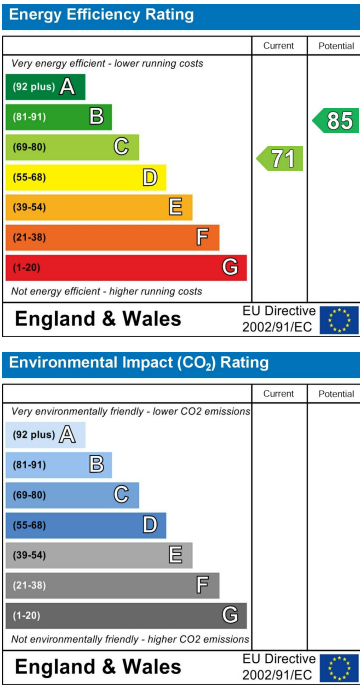 Energy Efficiency Rating
Current Potential
Very energy efficient - lower running costs
(92 plus) A
(81-91) B
(69-80) C
(55-68) D
(39-54) E
(21-38) F
(1-20) G
71
85
Not energy efficient - higher running costs
England & Wales
EU Directive
2002/91/EC
Environmental Impact (CO₂) Rating
Current Potential
Very environmentally friendly - lower CO2 emissions
(92 plus) A
(81-91) B
(69-80) C
(55-68) D
(39-54) E
(21-38) F
(1-20) G
Not environmentally friendly - higher CO2 emissions
England & Wales
EU Directive
2002/91/EC